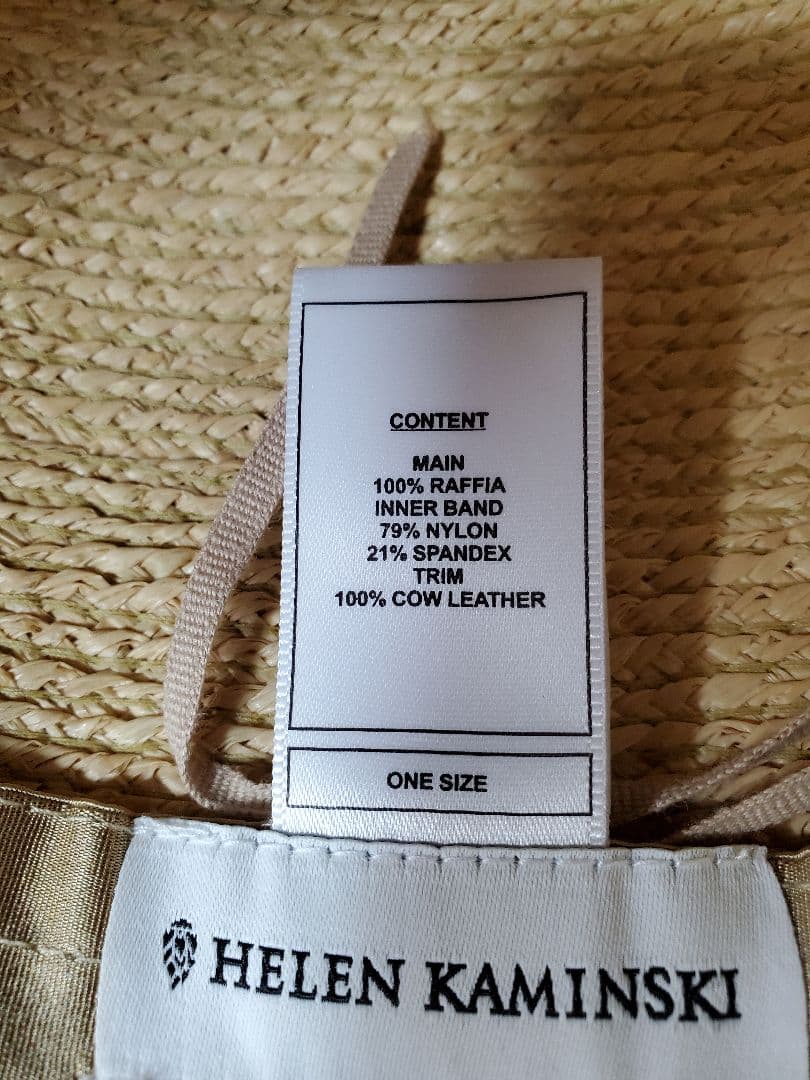 CONTENT
MAIN
100% RAFFIA
INNER BAND
79% NYLON
21% SPANDEX
TRIM
100% COW LEATHER
ONE SIZE
HELEN KAMINSKI